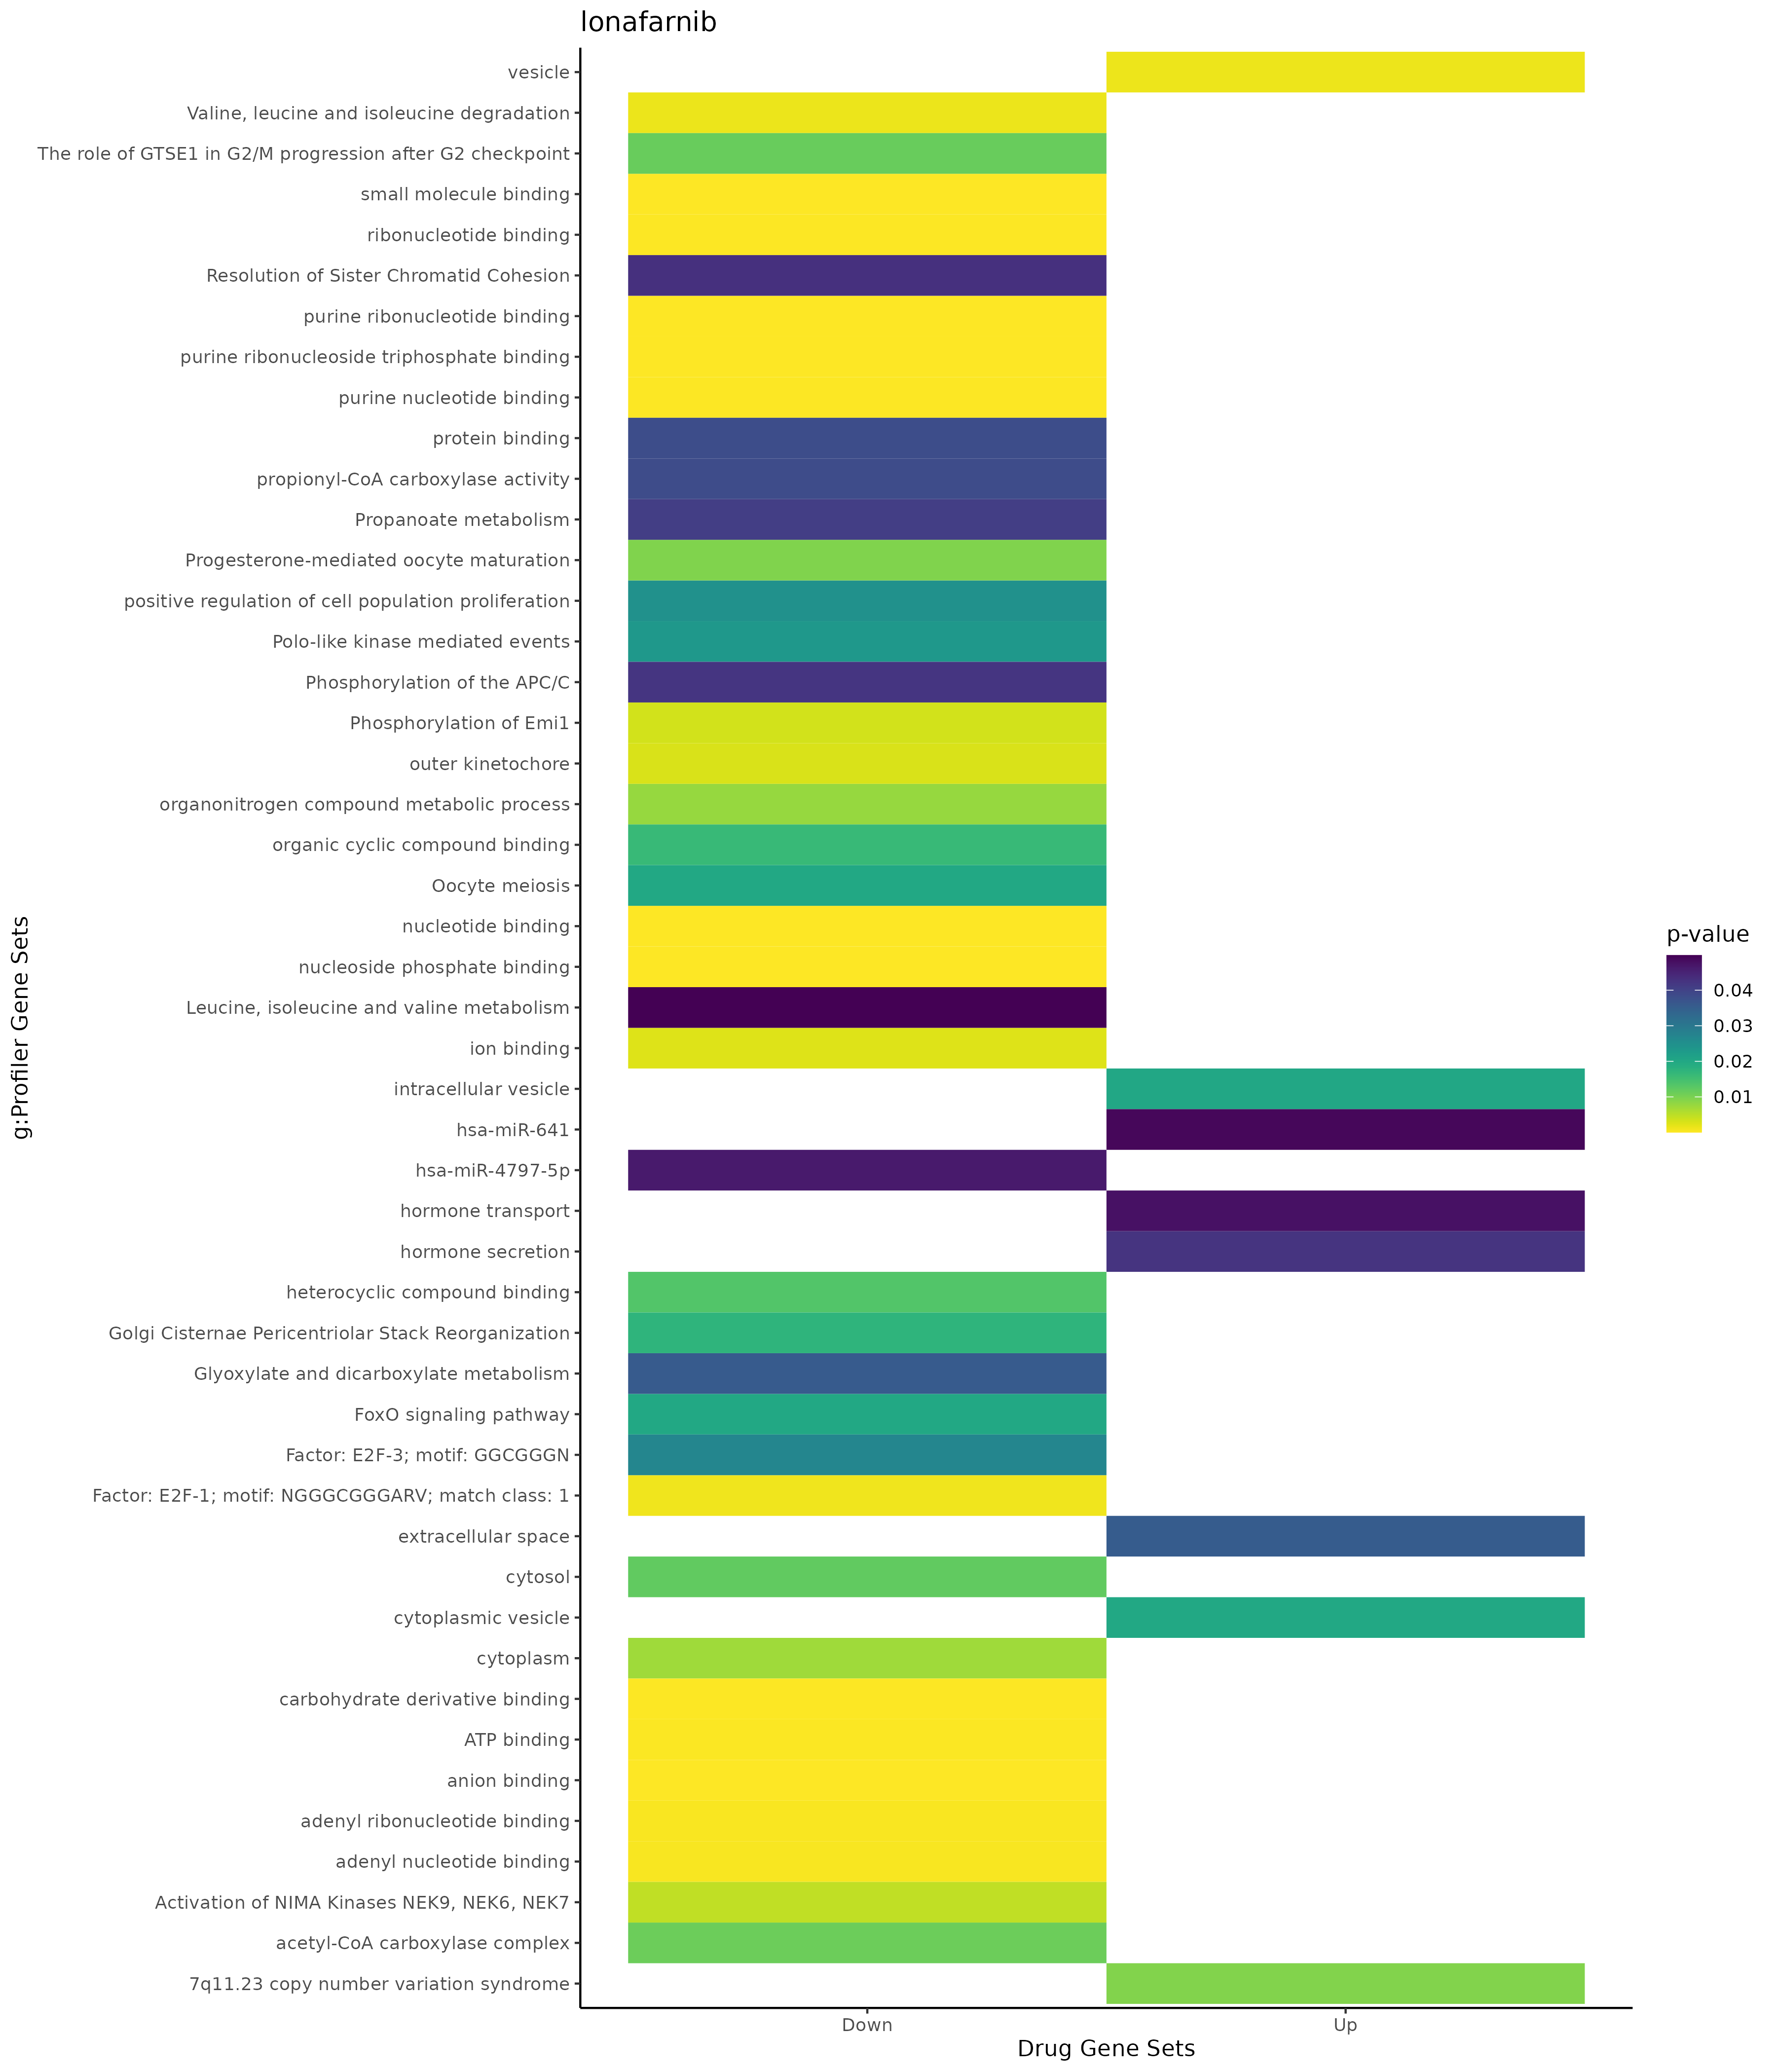 lonafarnib
vesicle
Valine, leucine and isoleucine degradation
The role of GTSE1 in G2/M progression after G2 checkpoint
small molecule binding
ribonucleotide binding
Resolution of Sister Chromatid Cohesion
purine ribonucleotide binding
purine ribonucleoside triphosphate binding
purine nucleotide binding
protein binding
propionyl-CoA carboxylase activity
Propanoate metabolism
Progesterone-mediated oocyte maturation
positive regulation of cell population proliferation
Polo-like kinase mediated events
Phosphorylation of the APC/C
Phosphorylation of Emi1
outer kinetochore
organonitrogen compound metabolic process
organic cyclic compound binding
Oocyte meiosis
nucleotide binding
nucleoside phosphate binding
Leucine, isoleucine and valine metabolism
ion binding
intracellular vesicle
hsa-miR-641
hsa-miR-4797-5p
hormone transport
hormone secretion
heterocyclic compound binding
Golgi Cisternae Pericentriolar Stack Reorganization
Glyoxylate and dicarboxylate metabolism
FoxO signaling pathway
Factor: E2F-3; motif: GGCGGGN
Factor: E2F-1; motif: NGGGCGGGARV; match class: 1
extracellular space
cytosol
cytoplasmic vesicle
cytoplasm
carbohydrate derivative binding
ATP binding
anion binding
adenyl ribonucleotide binding
adenyl nucleotide binding
Activation of NIMA Kinases NEK9, NEK6, NEK7
acetyl-CoA carboxylase complex
7q11.23 copy number variation syndrome
g:Profiler Gene Sets
Down
Up
Drug Gene Sets
p-value
0.04
0.03
0.02
0.01